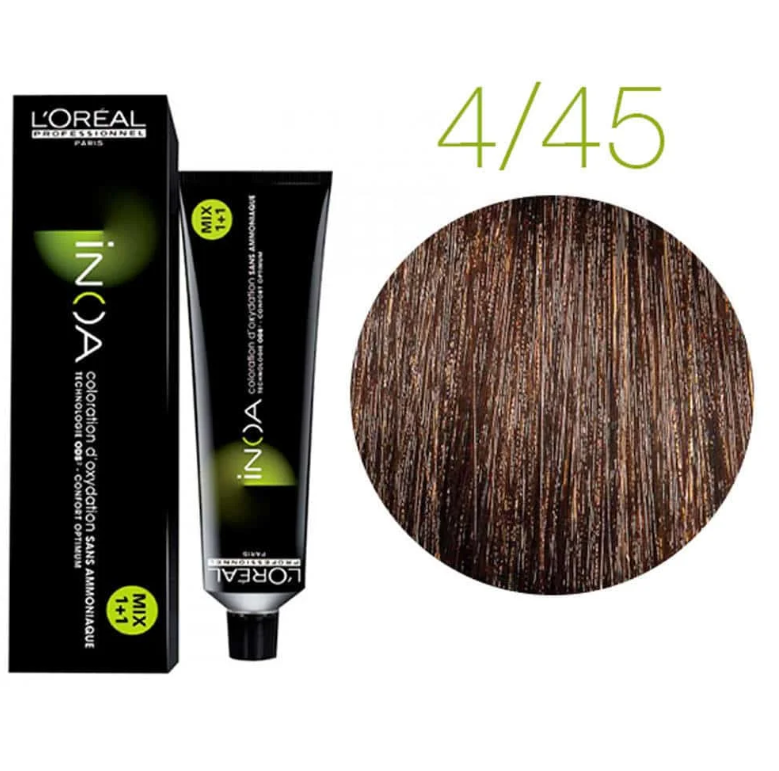 4/45
L'ORÉAL
PROFESSIONNEL
PARIS
iNOA
coloration d'oxydation SANS AMMONIAQUE
TECHNOLOGIE ODS² - CONFORT OPTIMUM
MIX
1+1
MIX
1+1
iNOA
coloration d'oxydation SANS AMMONIAQUE
TECHNOLOGIE ODS² - CONFORT OPTIMUM
L'ORÉAL
PROFESSIONNEL
PARIS